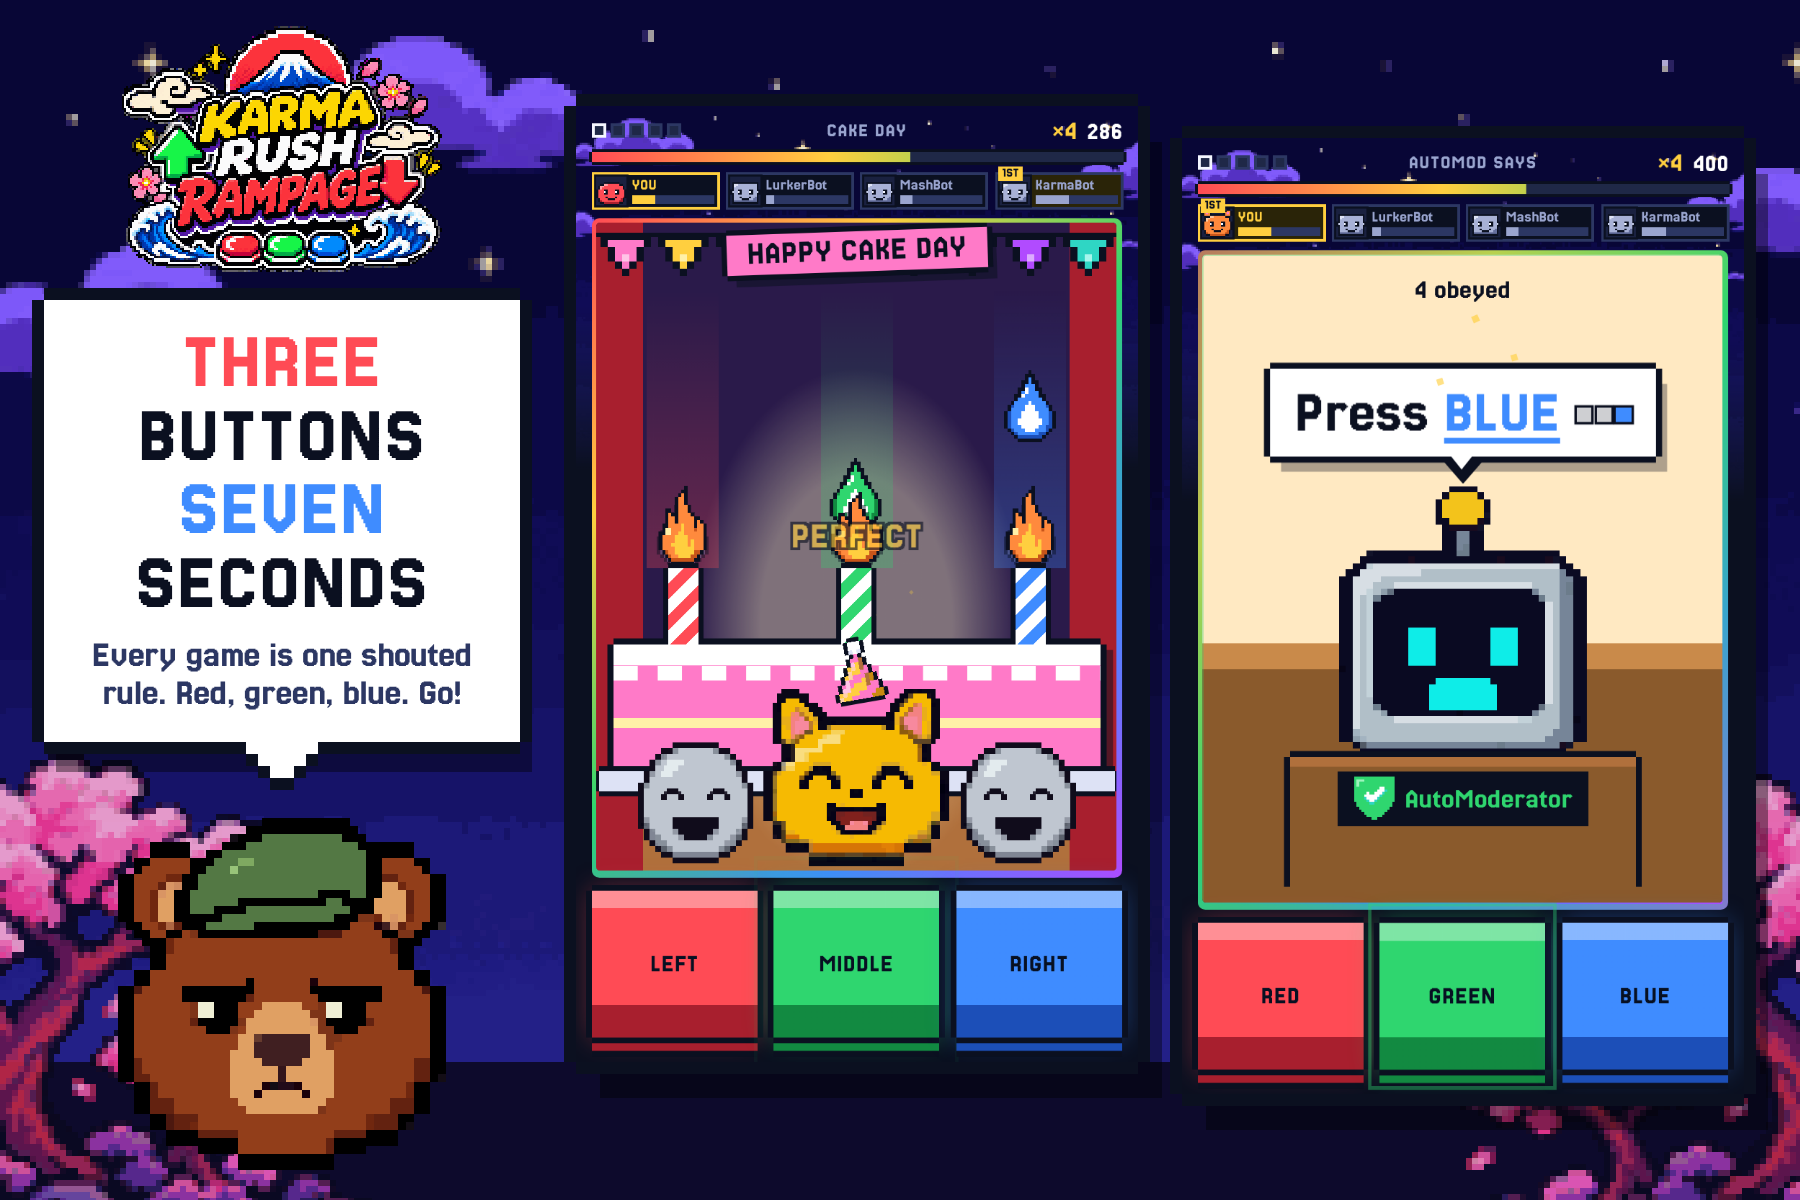 KARMA
RUSH
RAMPAGE
THREE
BUTTONS
SEVEN
SECONDS
Every game is one shouted
rule. Red, green, blue. Go!
CAKE DAY
×4 286
YOU
LurkerBot
MashBot
1ST
KarmaBot
HAPPY CAKE DAY
PERFECT
LEFT
MIDDLE
RIGHT
AUTOMOD SAYS
×4 400
1ST
YOU
LurkerBot
MashBot
KarmaBot
4 obeyed
Press BLUE
AutoModerator
RED
GREEN
BLUE